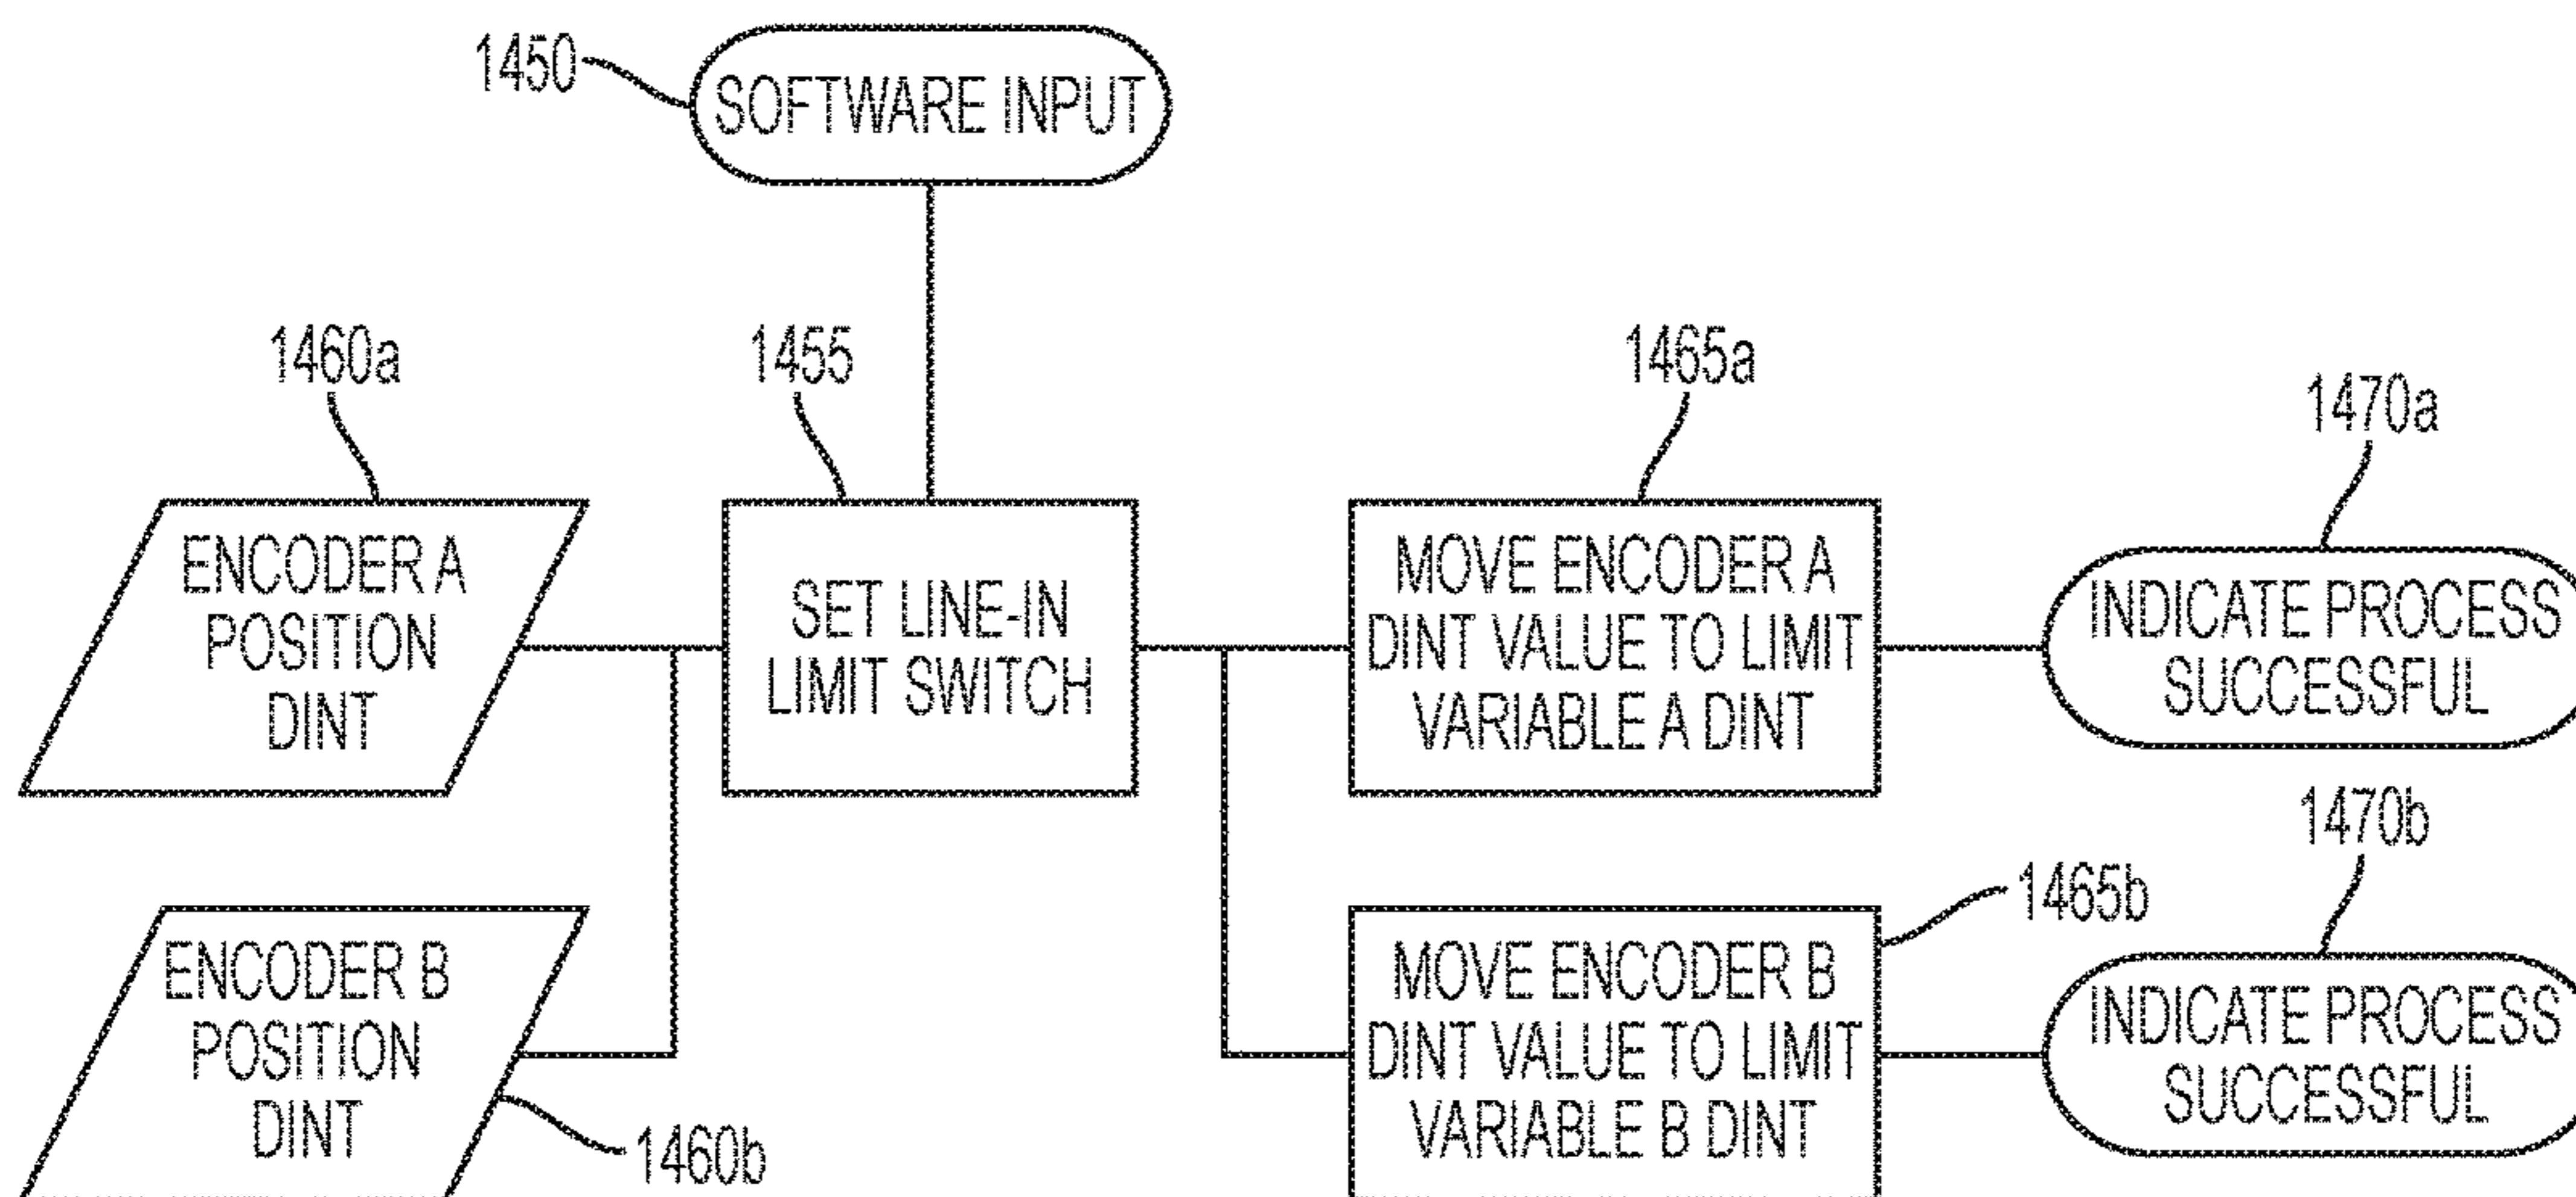 1450
SOFTWARE INPUT
1460a
1455
1465a
1470a
ENCODER A
POSITION
DINT
SET LINE-IN
LIMIT SWITCH
MOVE ENCODER A
DINT VALUE TO LIMIT
VARIABLE A DINT
INDICATE PROCESS
SUCCESSFUL
1470b
1465b
ENCODER B
POSITION
DINT
1460b
MOVE ENCODER B
DINT VALUE TO LIMIT
VARIABLE B DINT
INDICATE PROCESS
SUCCESSFUL